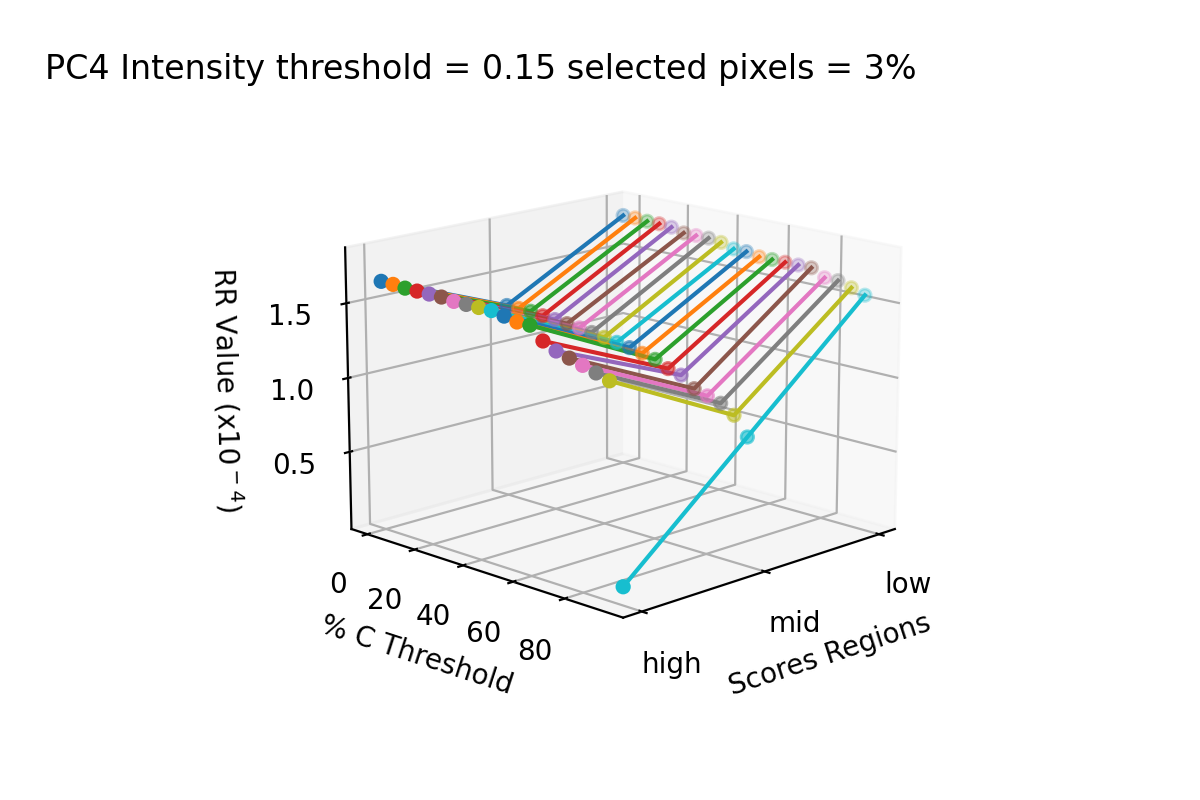 PC4 Intensity threshold = 0.15 selected pixels = 3%
RR Value (x10⁻⁴)
1.5
1.0
0.5
0
20
40
60
80
% C Threshold
high
mid
low
Scores Regions